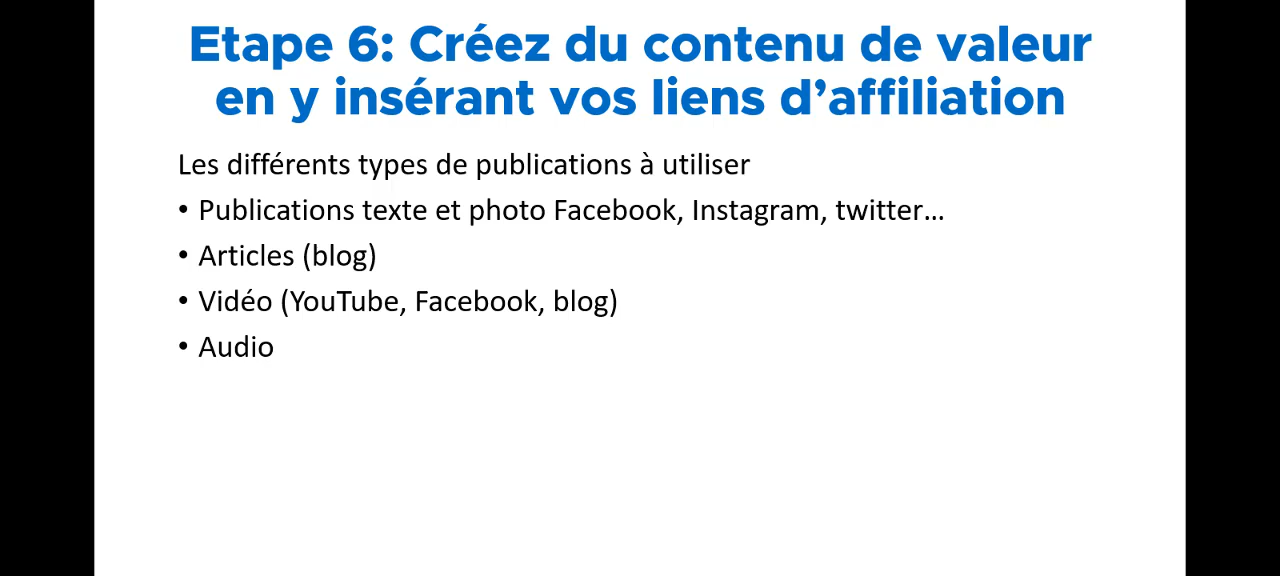 Etape 6: Créez du contenu de valeur
en y insérant vos liens d’affiliation
Les différents types de publications à utiliser
• Publications texte et photo Facebook, Instagram, twitter…
• Articles (blog)
• Vidéo (YouTube, Facebook, blog)
• Audio